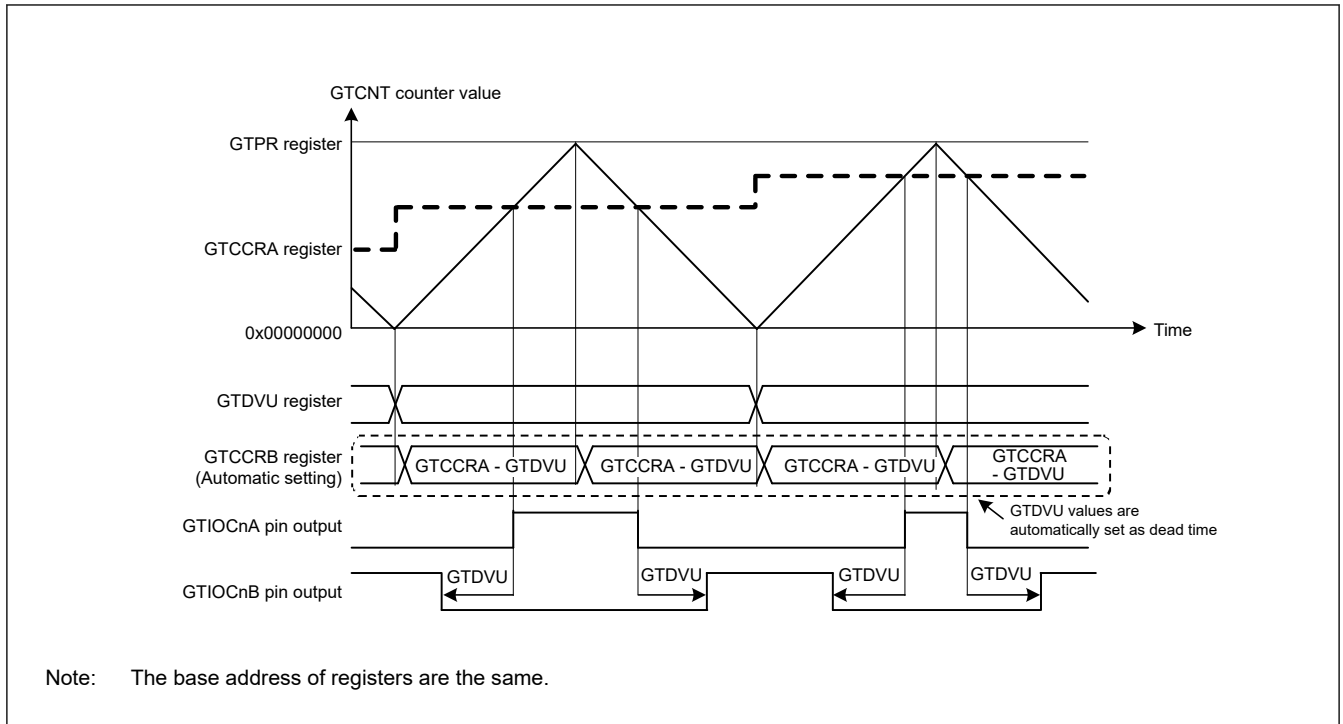 GTCNT counter value
GTPR register
GTCCRA register
0x00000000
Time
GTDVU register
GTCCRB register
(Automatic setting)
GTCCRA - GTDVU
GTCCRA - GTDVU
GTCCRA - GTDVU
GTCCRA
- GTDVU
GTDVU values are
automatically set as dead time
GTIOCnA pin output
GTIOCnB pin output
GTDVU
GTDVU
GTDVU
GTDVU
Note: The base address of registers are the same.